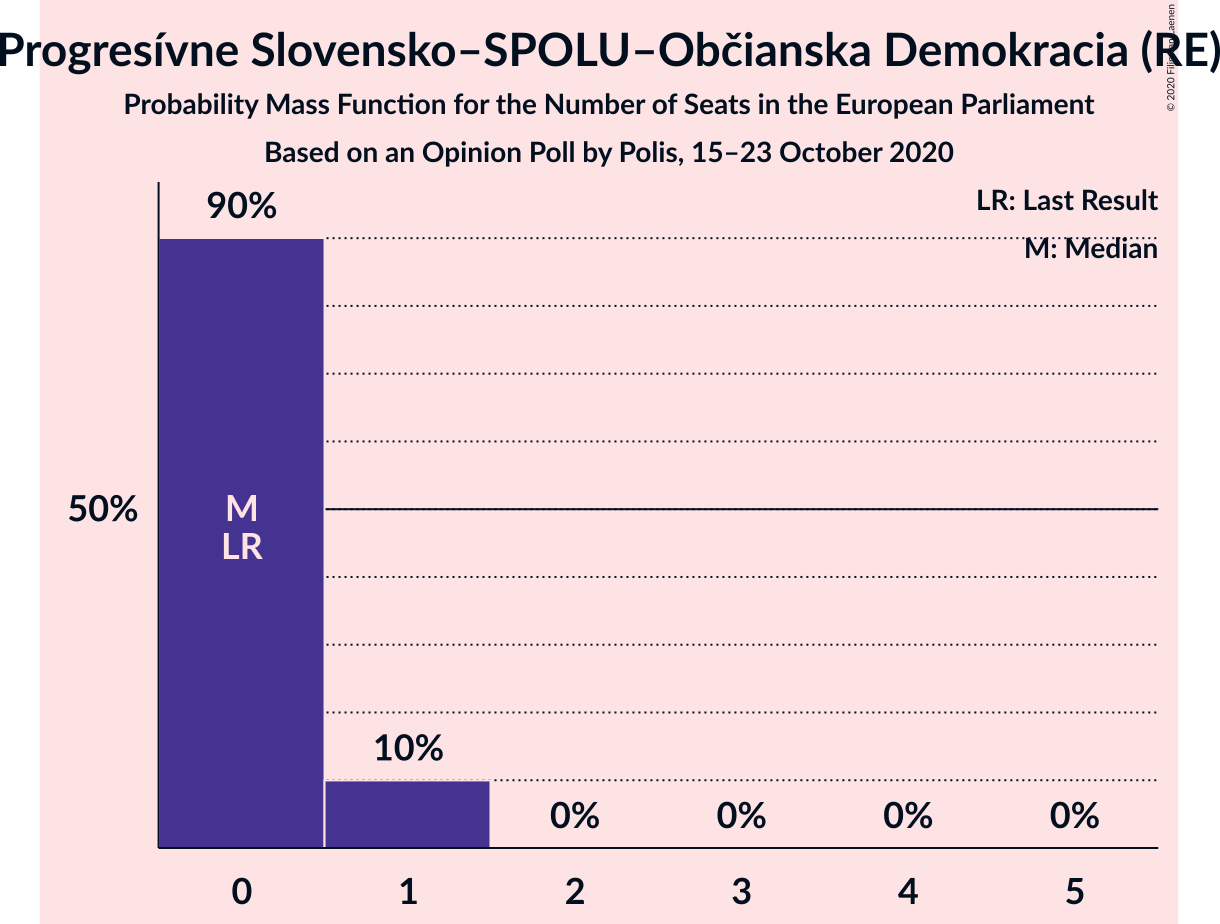 Progresívne Slovensko–SPOLU–Občianska Demokracia (RE)
Probability Mass Function for the Number of Seats in the European Parliament
Based on an Opinion Poll by Polis, 15–23 October 2020
© 2020
LR: Last Result
M: Median
90%
50%
M
LR
10%
0% 0% 0% 0%
0 1 2 3 4 5